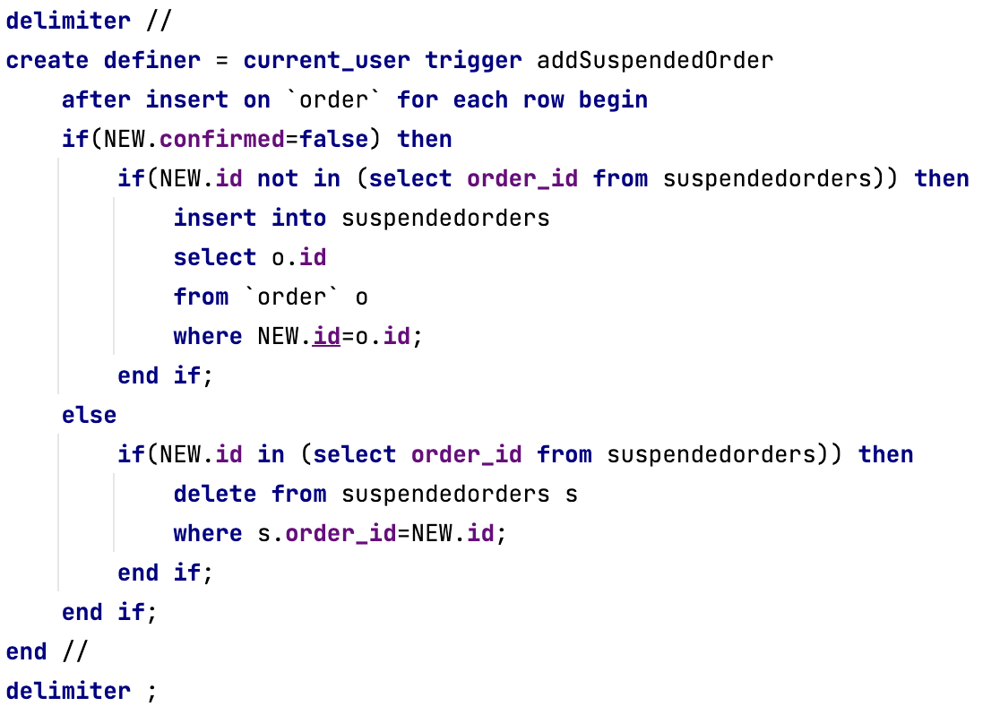 delimiter //
create definer = current_user trigger addSuspendedOrder
    after insert on `order` for each row begin
    if(NEW.confirmed=false) then
        if(NEW.id not in (select order_id from suspendedorders)) then
            insert into suspendedorders
            select o.id
            from `order` o
            where NEW.id=o.id;
        end if;
    else
        if(NEW.id in (select order_id from suspendedorders)) then
            delete from suspendedorders s
            where s.order_id=NEW.id;
        end if;
    end if;
end //
delimiter ;